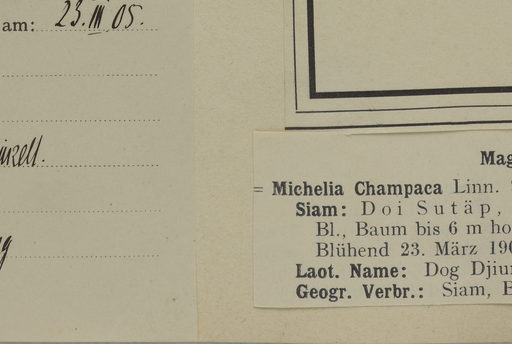 am: 23. III 05.
Mag
= Michelia Champaca Linn.
Siam: Doi Sutäp,
Bl., Baum bis 6 m ho
Blühend 23. März 190
Laot. Name: Dog Djiu
Geogr. Verbr.: Siam, B